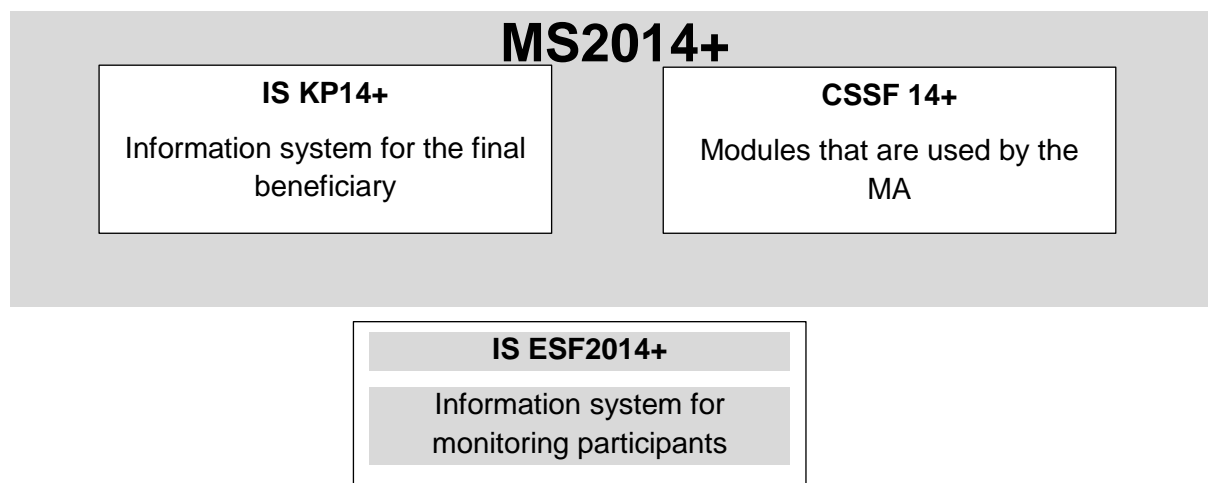 MS2014+
IS KP14+
Information system for the final
beneficiary
CSSF 14+
Modules that are used by the
MA
IS ESF2014+
Information system for
monitoring participants